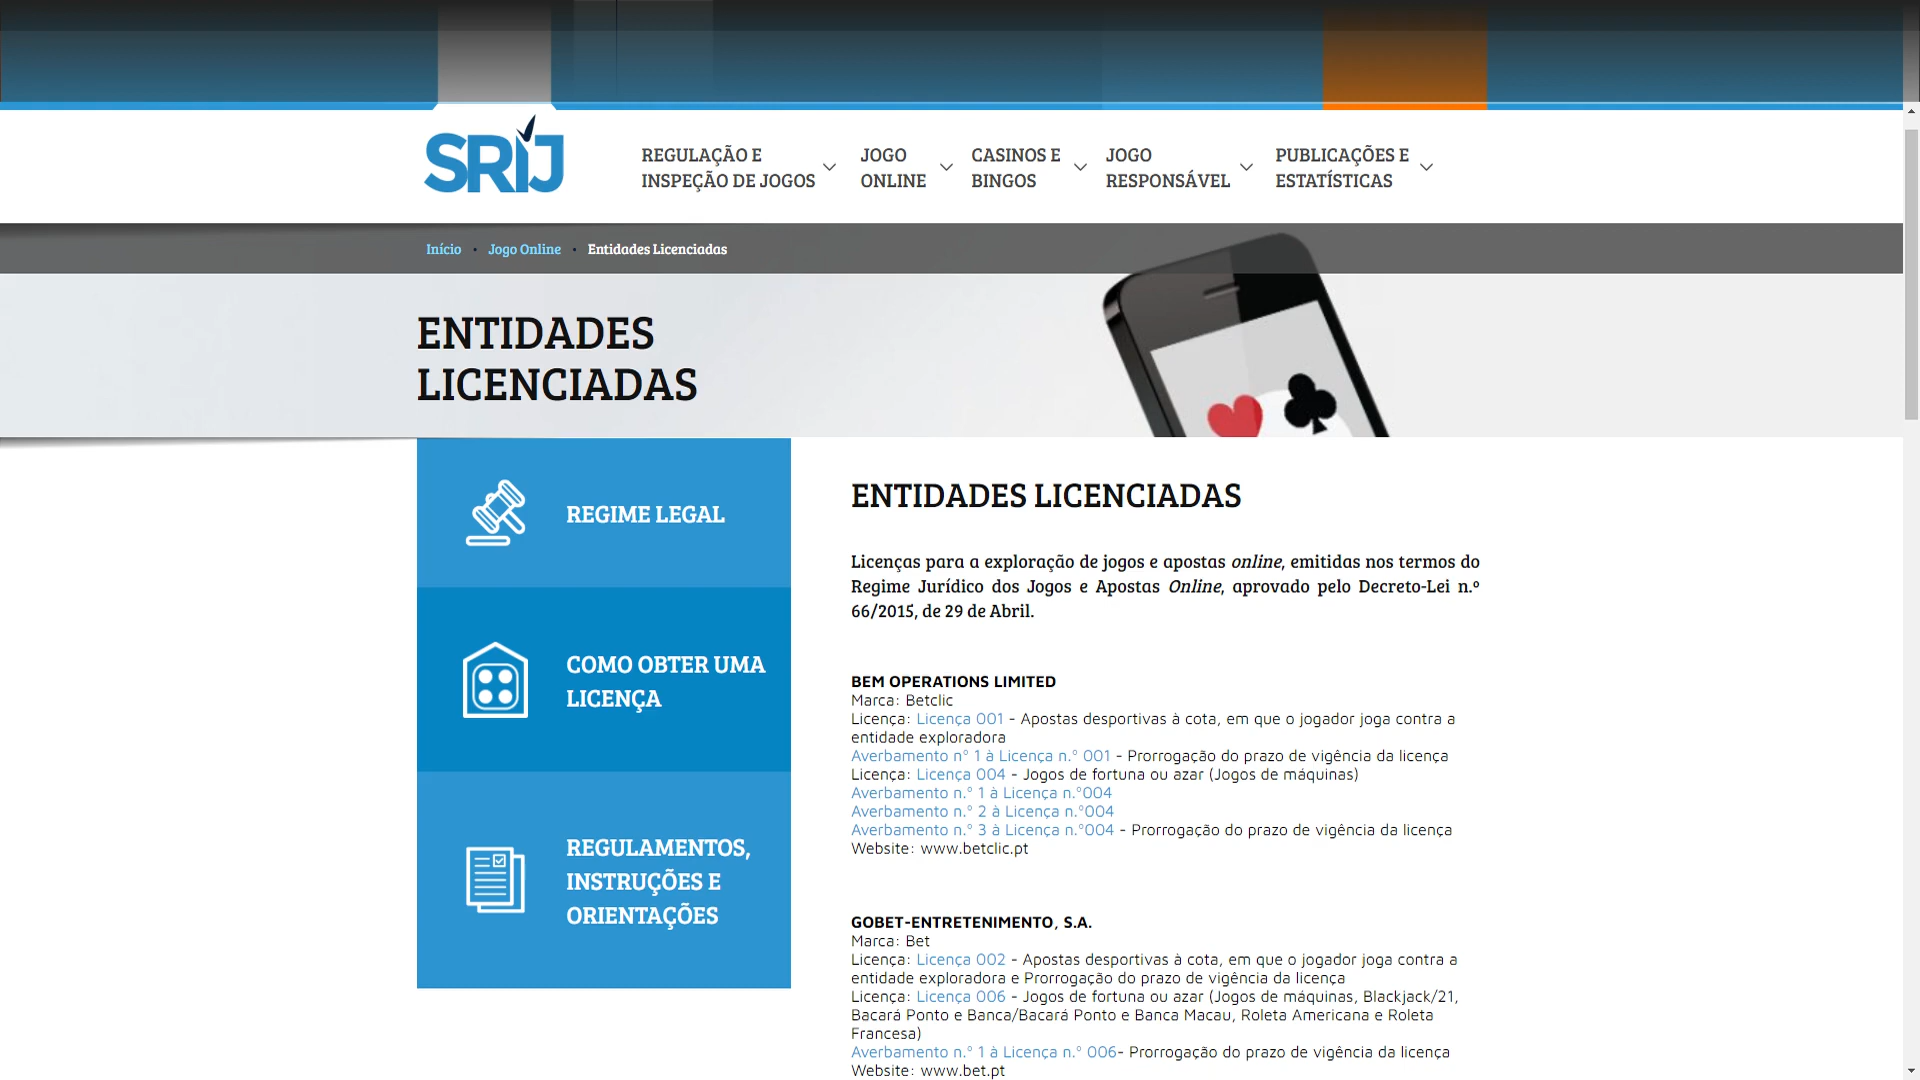 SRIJ
REGULAÇÃO E
INSPEÇÃO DE JOGOS
JOGO
ONLINE
CASINOS E
BINGOS
JOGO
RESPONSÁVEL
PUBLICAÇÕES E
ESTATÍSTICAS
Início · Jogo Online · Entidades Licenciadas
ENTIDADES
LICENCIADAS
REGIME LEGAL
COMO OBTER UMA
LICENÇA
REGULAMENTOS,
INSTRUÇÕES E
ORIENTAÇÕES
ENTIDADES LICENCIADAS
Licenças para a exploração de jogos e apostas online, emitidas nos termos do
Regime Jurídico dos Jogos e Apostas Online, aprovado pelo Decreto-Lei n.º
66/2015, de 29 de Abril.
BEM OPERATIONS LIMITED
Marca: Betclic
Licença: Licença 001 - Apostas desportivas à cota, em que o jogador joga contra a
entidade exploradora
Averbamento nº 1 à Licença n.º 001 - Prorrogação do prazo de vigência da licença
Licença: Licença 004 - Jogos de fortuna ou azar (Jogos de máquinas)
Averbamento n.º 1 à Licença n.º004
Averbamento n.º 2 à Licença n.º004
Averbamento n.º 3 à Licença n.º004 - Prorrogação do prazo de vigência da licença
Website: www.betclic.pt
GOBET-ENTRETENIMENTO, S.A.
Marca: Bet
Licença: Licença 002 - Apostas desportivas à cota, em que o jogador joga contra a
entidade exploradora e Prorrogação do prazo de vigência da licença
Licença: Licença 006 - Jogos de fortuna ou azar (Jogos de máquinas, Blackjack/21,
Bacará Ponto e Banca/Bacará Ponto e Banca Macau, Roleta Americana e Roleta
Francesa)
Averbamento n.º 1 à Licença n.º 006- Prorrogação do prazo de vigência da licença
Website: www.bet.pt